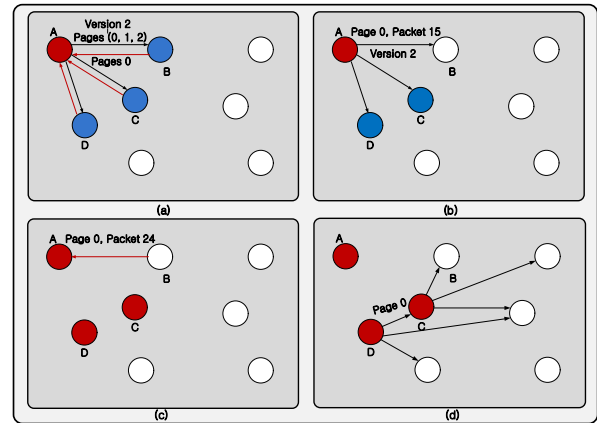 Version 2
A
Pages (0, 1, 2)
Pages 0
B
C
D
(a)
A
Page 0, Packet 15
Version 2
B
C
D
(b)
A
Page 0, Packet 24
B
C
D
(c)
A
B
Page 0
C
D
(d)